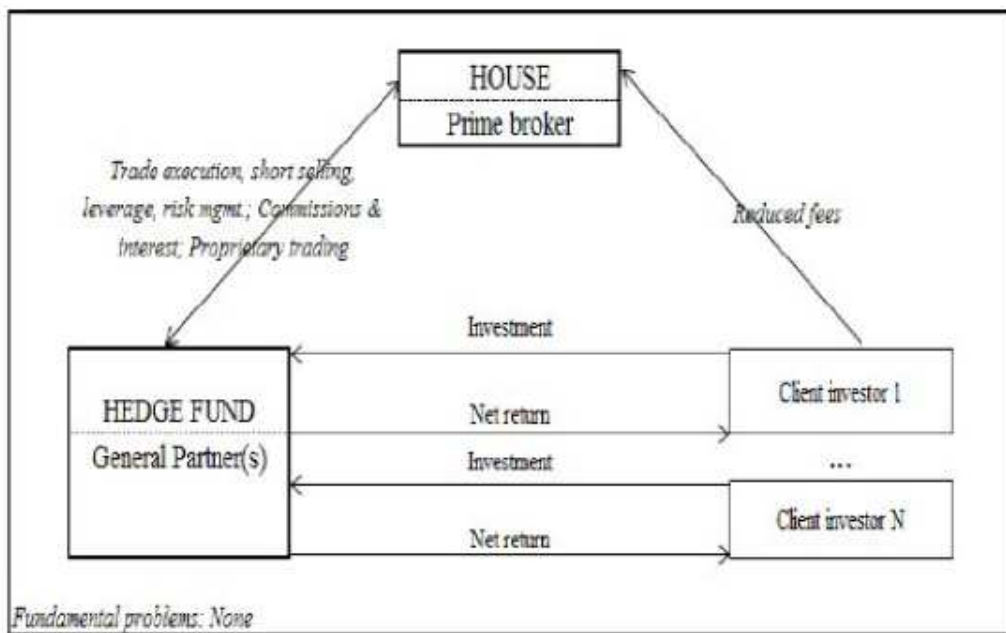 HOUSE
Prime broker
Trade execution, short selling,
leverage, risk mgmt.; Commissions &
interest; Proprietary trading
Reduced fees
Investment
Client investor 1
HEDGE FUND
Net return
General Partner(s)
Investment
...
Client investor N
Net return
Fundamental problems: None